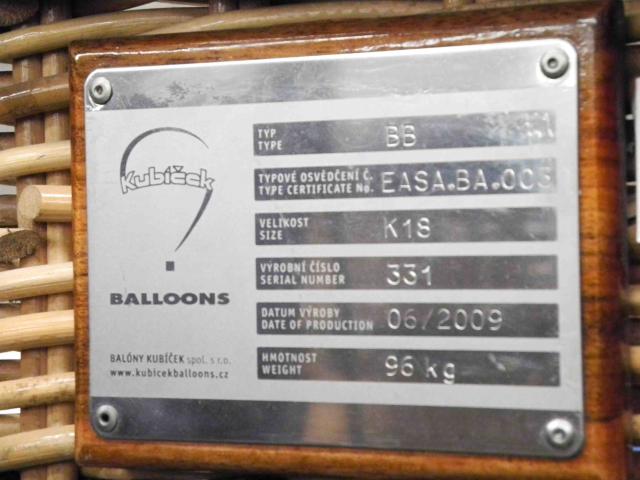 Kubíček
BALLOONS
BALÓNY KUBÍČEK spol. s r.o.
www.kubicekballoons.cz
TYP
TYPE
BB
TYPOVÉ OSVĚDČENÍ Č.
TYPE CERTIFICATE No.
EASA.BA.003
VELIKOST
SIZE
K18
VÝROBNÍ ČÍSLO
SERIAL NUMBER
331
DATUM VÝROBY
DATE OF PRODUCTION
06/2009
HMOTNOST
WEIGHT
96 kg